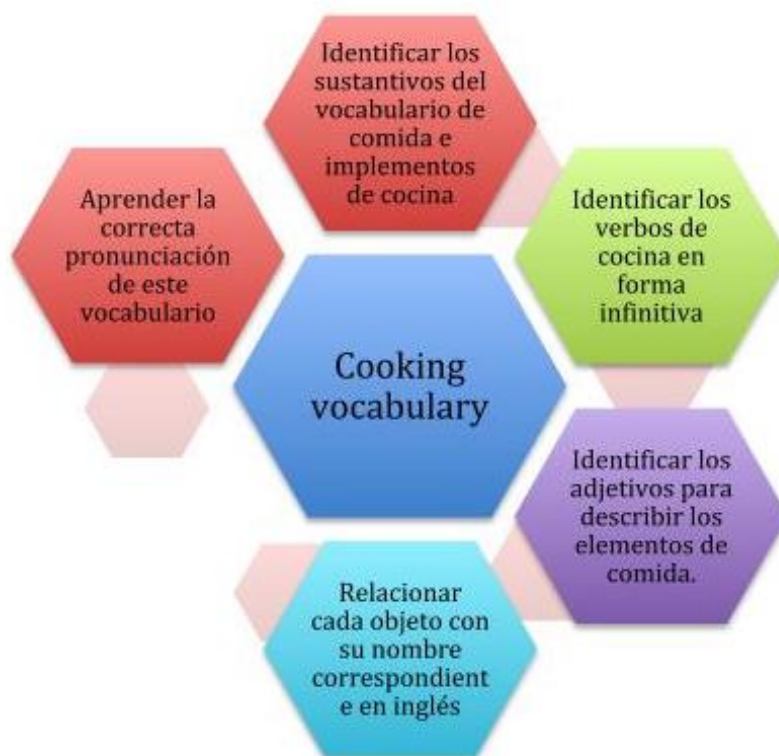 Identificar los
sustantivos del
vocabulario de
comida e
implementos
de cocina
Identificar los
verbos de
cocina en
forma
infinitiva
Identificar los
adjetivos para
describir los
elementos de
comida.
Relacionar
cada objeto con
su nombre
correspondient
e en inglés
Aprender la
correcta
pronunciación
de este
vocabulario
Cooking
vocabulary